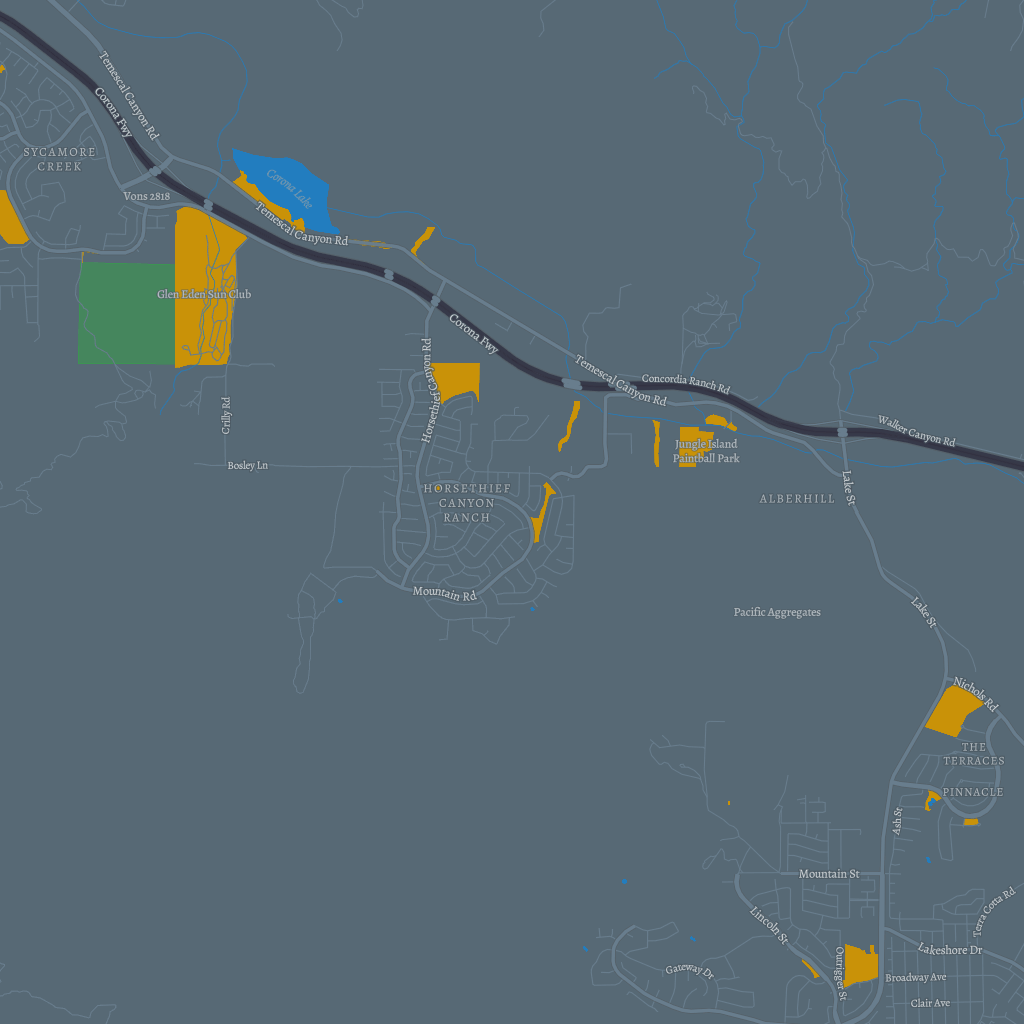 Temescal Canyon Rd
Corona Fwy
SYCAMORE
CREEK
Vons 2818
Corona Lake
Temescal Canyon Rd
Glen Eden Sun Club
Corona Fwy
Horsethief Canyon Rd
Temescal Canyon Rd
Concordia Ranch Rd
Crilly Rd
Walker Canyon Rd
Jungle Island
Paintball Park
Bosley Ln
HORSETHIEF
CANYON
RANCH
Lake St
ALBERHILL
Mountain Rd
Pacific Aggregates
Lake St
Nichols Rd
THE
TERRACES
PINNACLE
Ash St
Mountain St
Terra Cotta Rd
Lincoln St
Lakeshore Dr
Gateway Dr
Outrigger St
Broadway Ave
Clair Ave